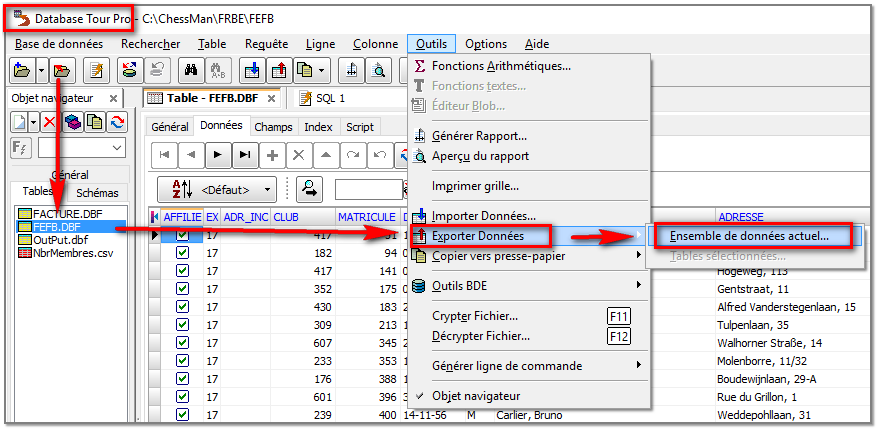 Database Tour Pro - C:\ChessMan\FRBE\FEFB
Base de données Rechercher Table Requête Ligne Colonne Outils Options Aide
Objet navigateur
Table - FEFB.DBF SQL 1
Général Données Champs Index Script
Général
Tables Schémas
FACTURE.DBF
FEFB.DBF
OutPut.dbf
NbrMembres.csv
<Défaut>
AFFILIE EX ADR_INC CLUB MATRICULE D ADRESSE
17 417 31 1
17 182 94 0
17 417 141 0 Hogeweg, 113
17 352 175 0 Gentstraat, 11
17 430 183 2 Alfred Vanderstegenlaan, 15
17 309 213 1 Tulpenlaan, 35
17 607 345 2 Walhorner Straße, 14
17 233 353 1 Molenborre, 11/32
17 176 388 1 Boudewijnlaan, 29-A
17 601 396 3 Rue du Grillon, 1
17 239 400 14-11-56 M Carlier, Bruno Weddepohllaan, 31
Fonctions Arithmétiques...
Fonctions textes...
Éditeur Blob...
Générer Rapport...
Aperçu du rapport
Imprimer grille...
Importer Données...
Exporter Données
Copier vers presse-papier
Outils BDE
Crypter Fichier... F11
Décrypter Fichier... F12
Générer ligne de commande
Objet navigateur
Ensemble de données actuel...
Tables sélectionnées...